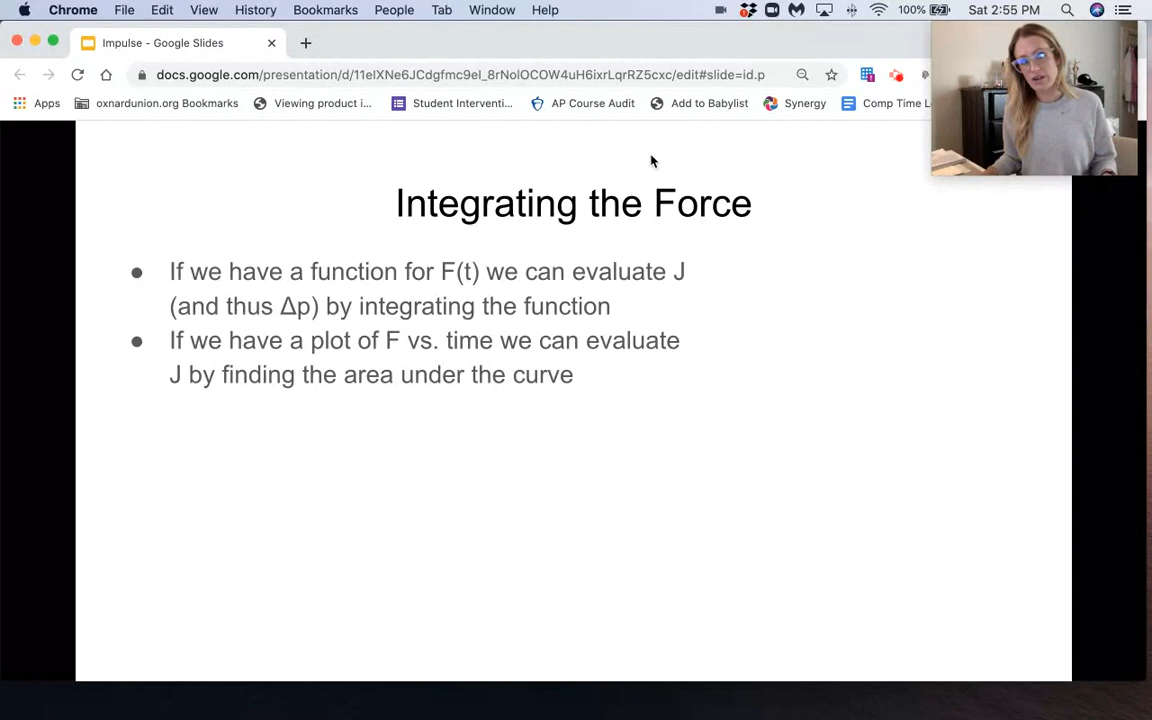 Chrome File Edit View History Bookmarks People Tab Window Help 100% Sat 2:55 PM
Impulse - Google Slides
docs.google.com/presentation/d/11elXNe6JCdgfmc9el_8rNolOCOW4uH6ixrLqrRZ5cxc/edit#slide=id.p
Apps oxnardunion.org Bookmarks Viewing product i... Student Interventi... AP Course Audit Add to Babylist Synergy Comp Time L
Integrating the Force
● If we have a function for F(t) we can evaluate J
(and thus Δp) by integrating the function
● If we have a plot of F vs. time we can evaluate
J by finding the area under the curve